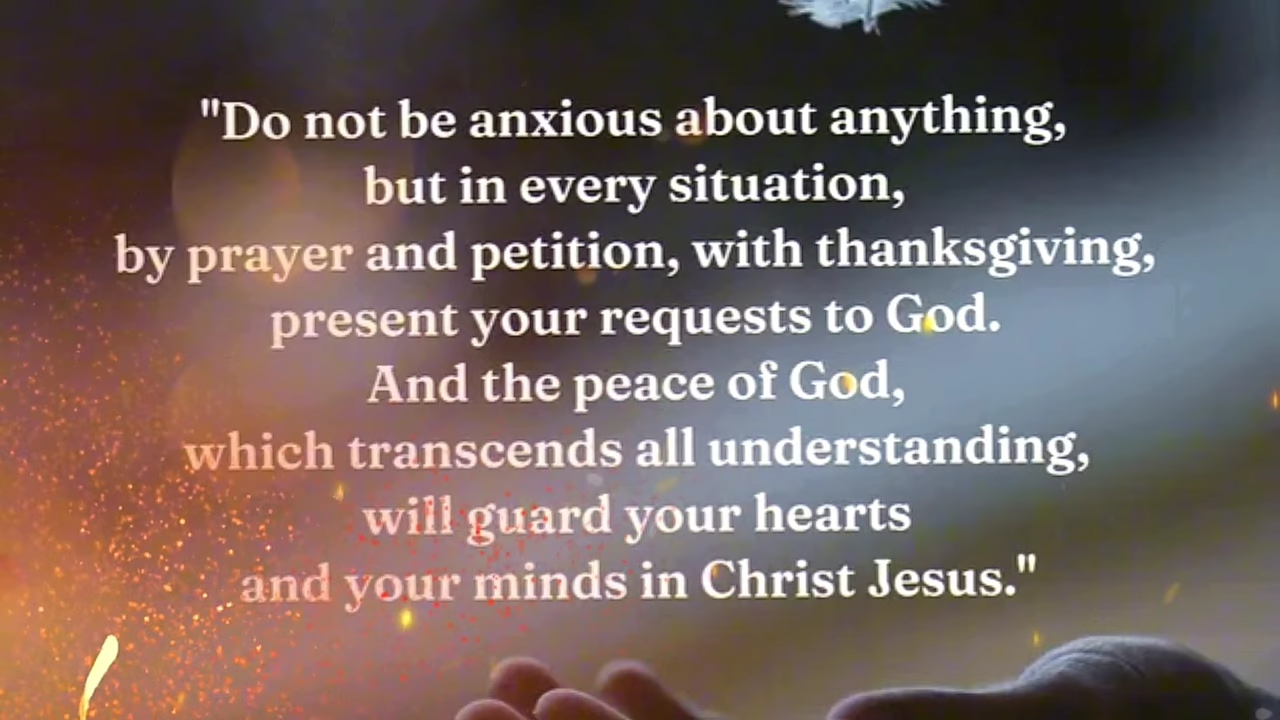 "Do not be anxious about anything,
but in every situation,
by prayer and petition, with thanksgiving,
present your requests to God.
And the peace of God,
which transcends all understanding,
will guard your hearts
and your minds in Christ Jesus."